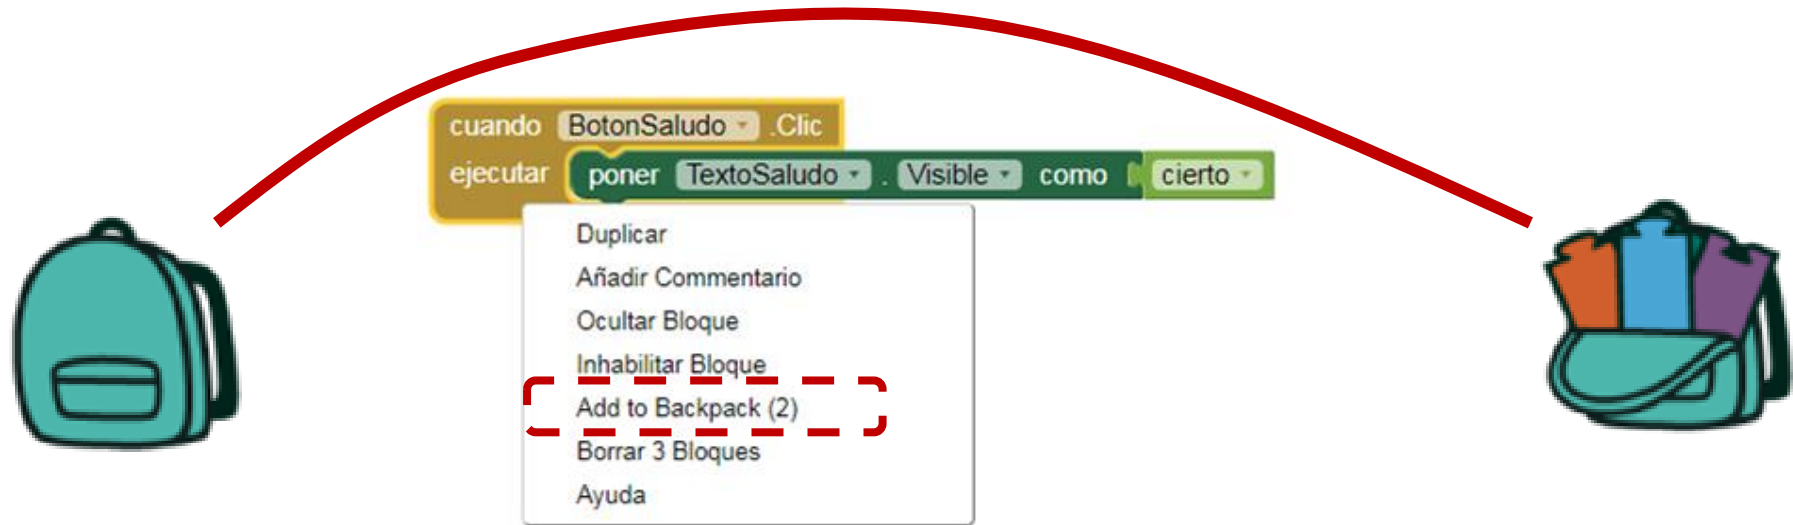 cuando BotonSaludo .Clic
ejecutar poner TextoSaludo . Visible como cierto
Duplicar
Añadir Commentario
Ocultar Bloque
Inhabilitar Bloque
Add to Backpack (2)
Borrar 3 Bloques
Ayuda